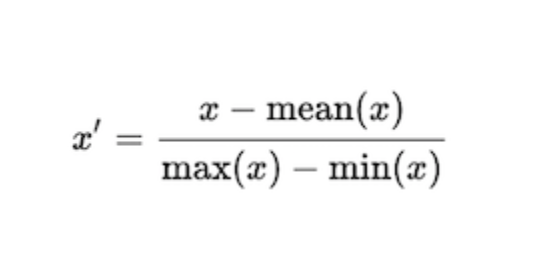 x′ = x − mean(x) / max(x) − min(x)